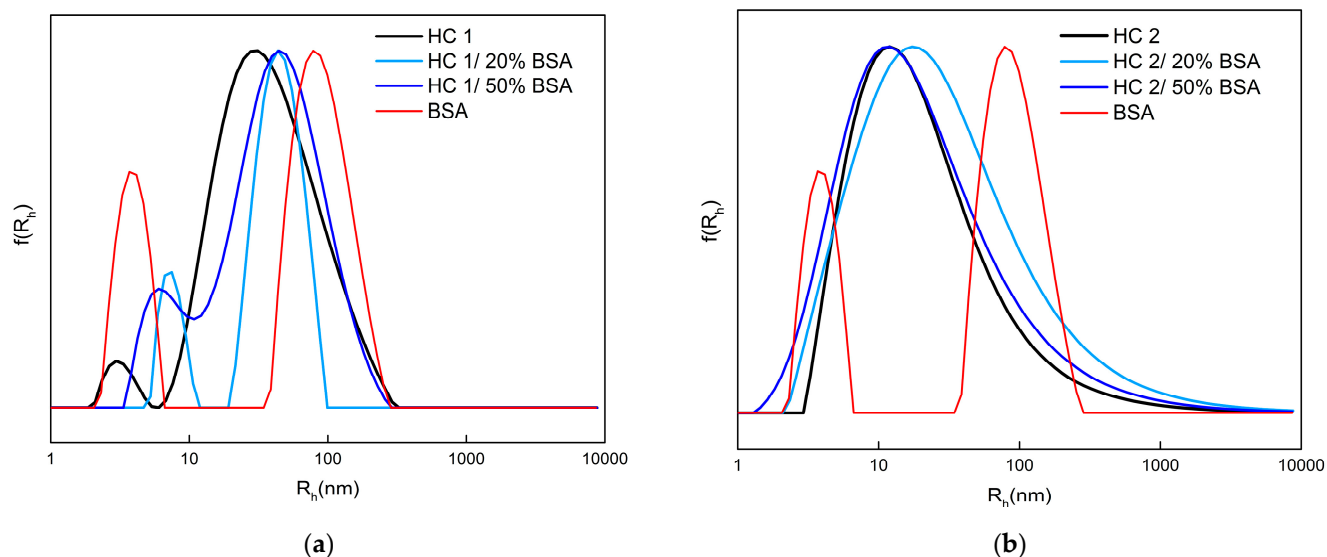 f(Rₕ)
HC 1
HC 1/ 20% BSA
HC 1/ 50% BSA
BSA
1 10 100 1000 10000
Rₕ(nm)
(a)
f(Rₕ)
HC 2
HC 2/ 20% BSA
HC 2/ 50% BSA
BSA
1 10 100 1000 10000
Rₕ(nm)
(b)